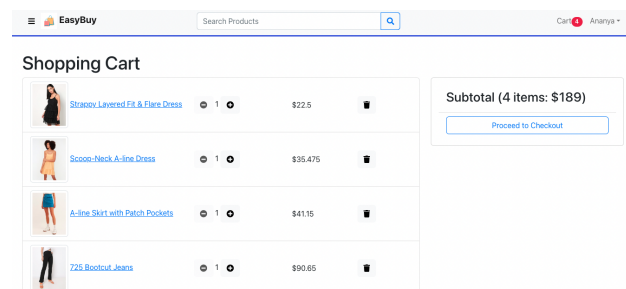 EasyBuy
Search Products
Cart 4
Ananya
Shopping Cart
Strappy Layered Fit & Flare Dress 1 $22.5
Scoop-Neck A-line Dress 1 $35.475
A-line Skirt with Patch Pockets 1 $41.15
725 Bootcut Jeans 1 $90.65
Subtotal (4 items: $189)
Proceed to Checkout